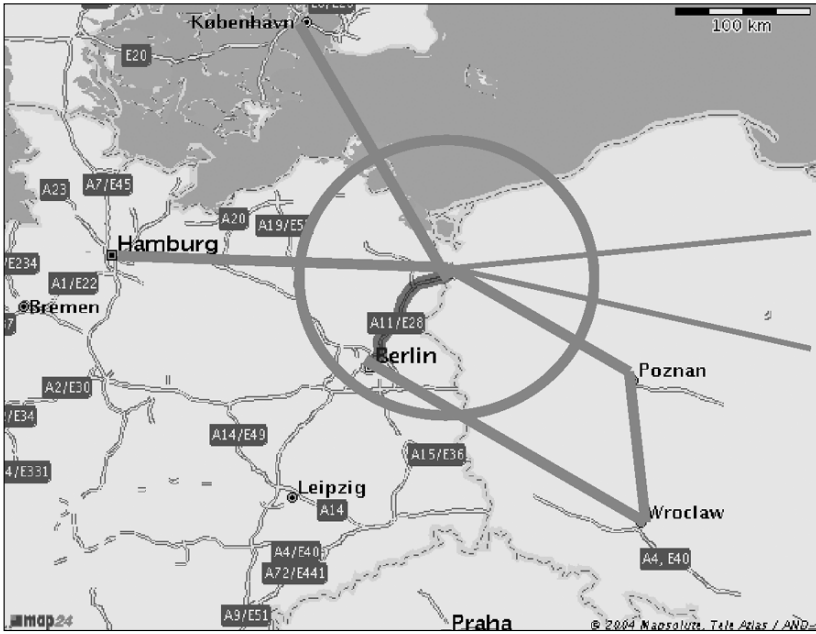 København
100 km
E20
A23
A7/E45
A20
A19/E5
Hamburg
/E234
A1/E22
Bremen
A11/E28
Berlin
Poznan
A2/E30
/E34
A14/E49
A15/E36
4/E331
Leipzig
A14
Wroclaw
A4/E40
A4, E40
A72/E441
A9/E51
Praha
map24
© 2004 Mapsolute, Tele Atlas / AND